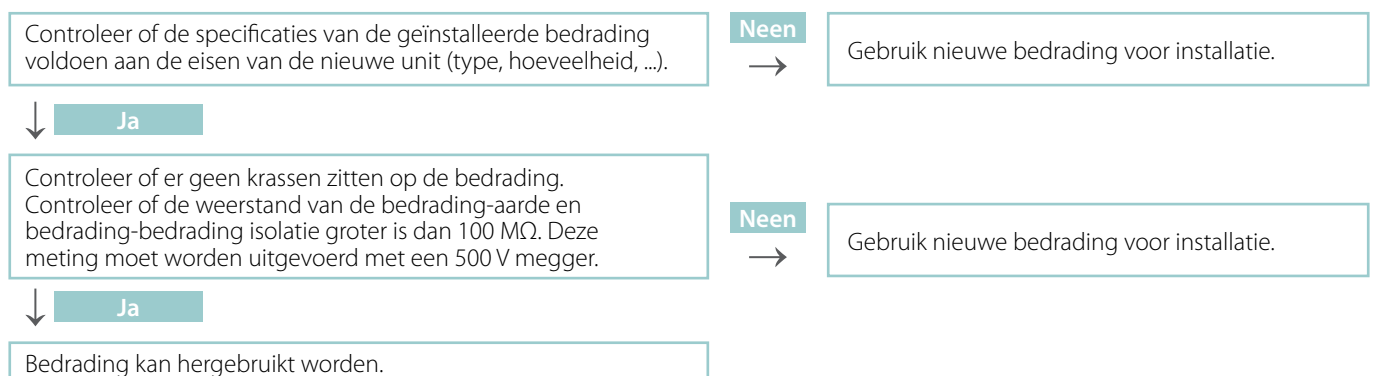 Controleer of de specificaties van de geïnstalleerde bedrading
voldoen aan de eisen van de nieuwe unit (type, hoeveelheid, ...).
Neen
Gebruik nieuwe bedrading voor installatie.
Ja
Controleer of er geen krassen zitten op de bedrading.
Controleer of de weerstand van de bedrading-aarde en
bedrading-bedrading isolatie groter is dan 100 MΩ. Deze
meting moet worden uitgevoerd met een 500 V megger.
Neen
Gebruik nieuwe bedrading voor installatie.
Ja
Bedrading kan hergebruikt worden.